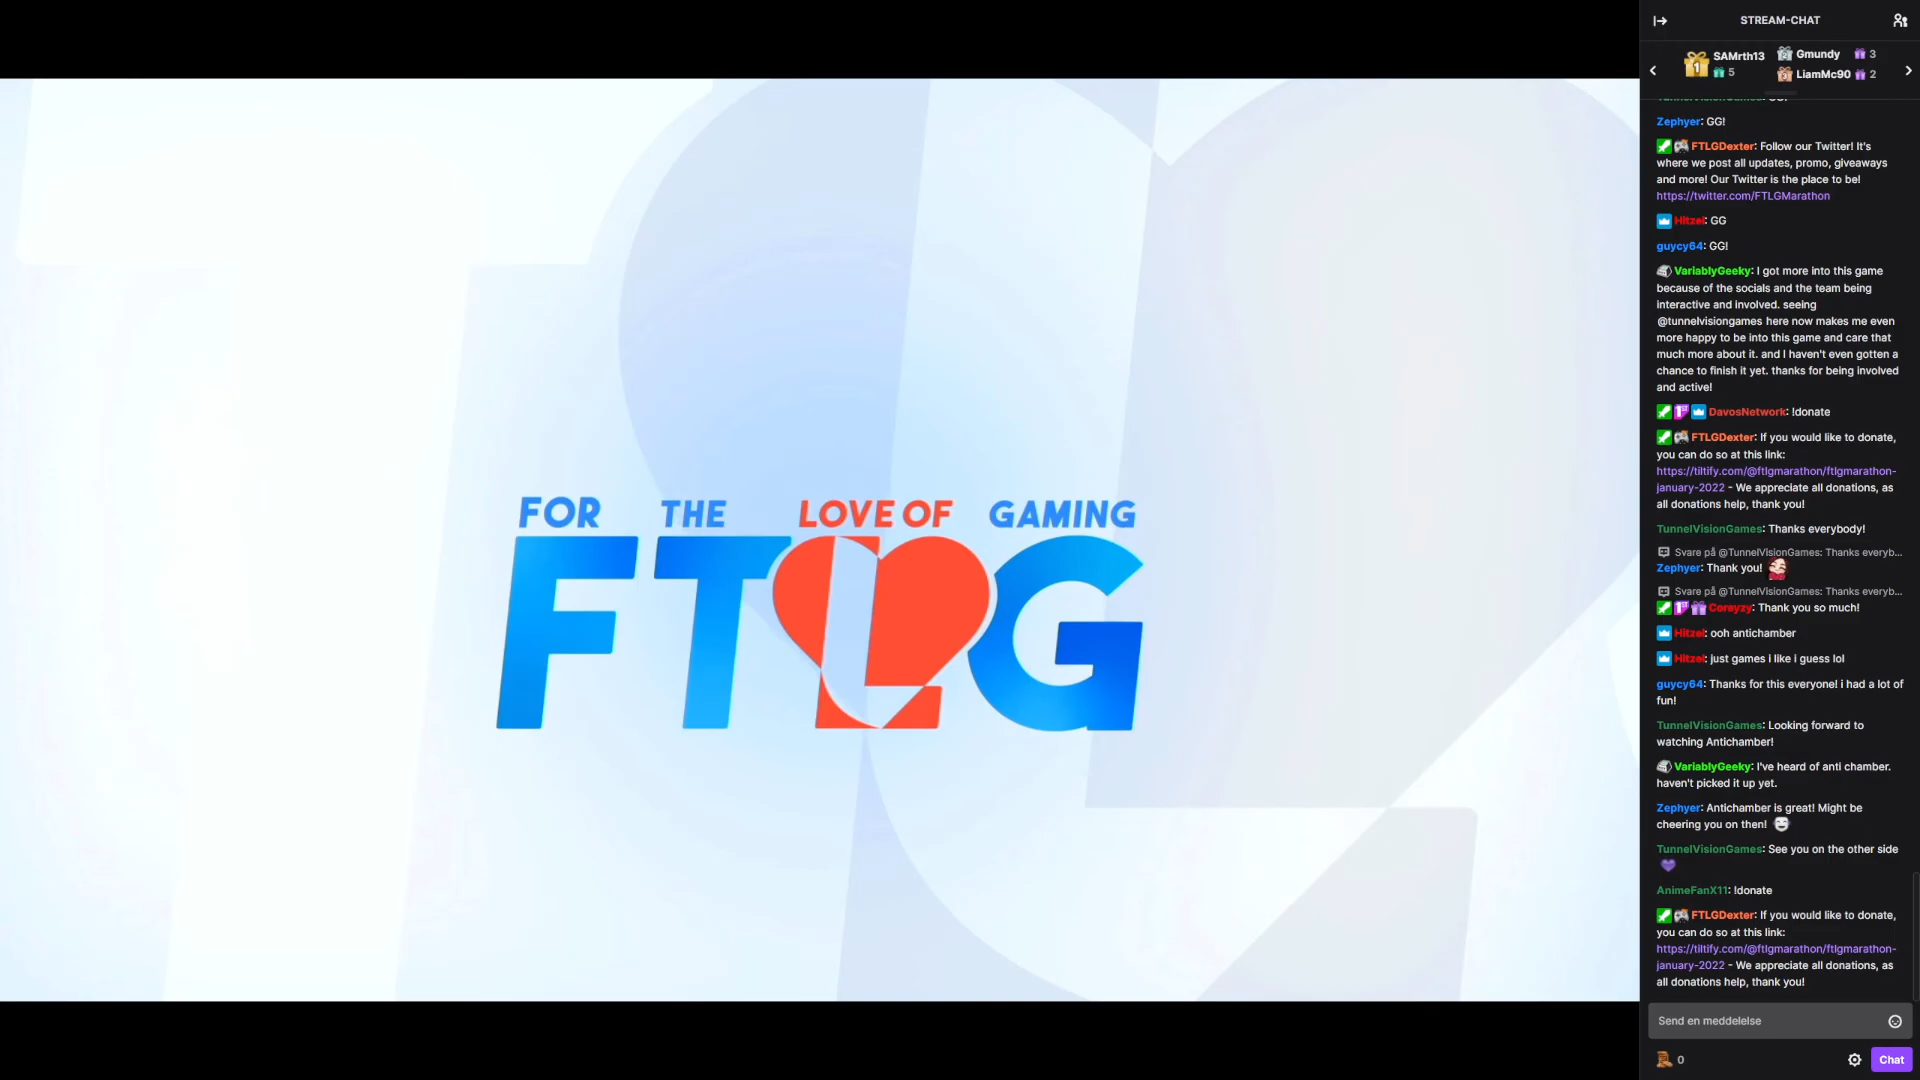 FOR THE LOVE OF GAMING
FTLG
STREAM-CHAT
1 SAMrth13 5
2 Gmundy 3
3 LiamMc90 2
Zephyer: GG!
FTLGDexter: Follow our Twitter! It's
where we post all updates, promo, giveaways
and more! Our Twitter is the place to be!
https://twitter.com/FTLGMarathon
Hitzel: GG
guycy64: GG!
VariablyGeeky: I got more into this game
because of the socials and the team being
interactive and involved. seeing
@tunnelvisiongames here now makes me even
more happy to be into this game and care that
much more about it. and I haven't even gotten a
chance to finish it yet. thanks for being involved
and active!
DavosNetwork: !donate
FTLGDexter: If you would like to donate,
you can do so at this link:
https://tiltify.com/@ftlgmarathon/ftlgmarathon-
january-2022 - We appreciate all donations, as
all donations help, thank you!
TunnelVisionGames: Thanks everybody!
Svare på @TunnelVisionGames: Thanks everyb...
Zephyer: Thank you!
Svare på @TunnelVisionGames: Thanks everyb...
Coreyzy: Thank you so much!
Hitzel: ooh antichamber
Hitzel: just games i like i guess lol
guycy64: Thanks for this everyone! i had a lot of
fun!
TunnelVisionGames: Looking forward to
watching Antichamber!
VariablyGeeky: I've heard of anti chamber.
haven't picked it up yet.
Zephyer: Antichamber is great! Might be
cheering you on then!
TunnelVisionGames: See you on the other side
AnimeFanX11: !donate
FTLGDexter: If you would like to donate,
you can do so at this link:
https://tiltify.com/@ftlgmarathon/ftlgmarathon-
january-2022 - We appreciate all donations, as
all donations help, thank you!
Send en meddelelse
0
Chat